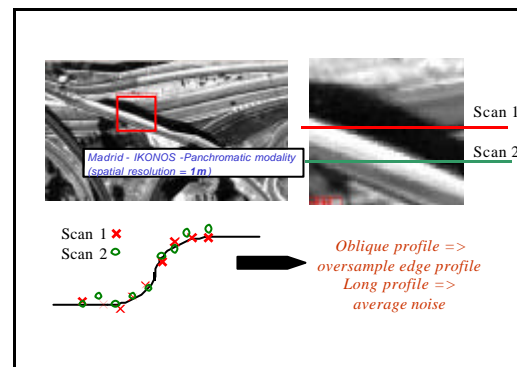 Scan 1
Scan 2
Madrid - IKONOS -Panchromatic modality
(spatial resolution = 1m)
Scan 1
Scan 2
Oblique profile =>
oversample edge profile
Long profile =>
average noise